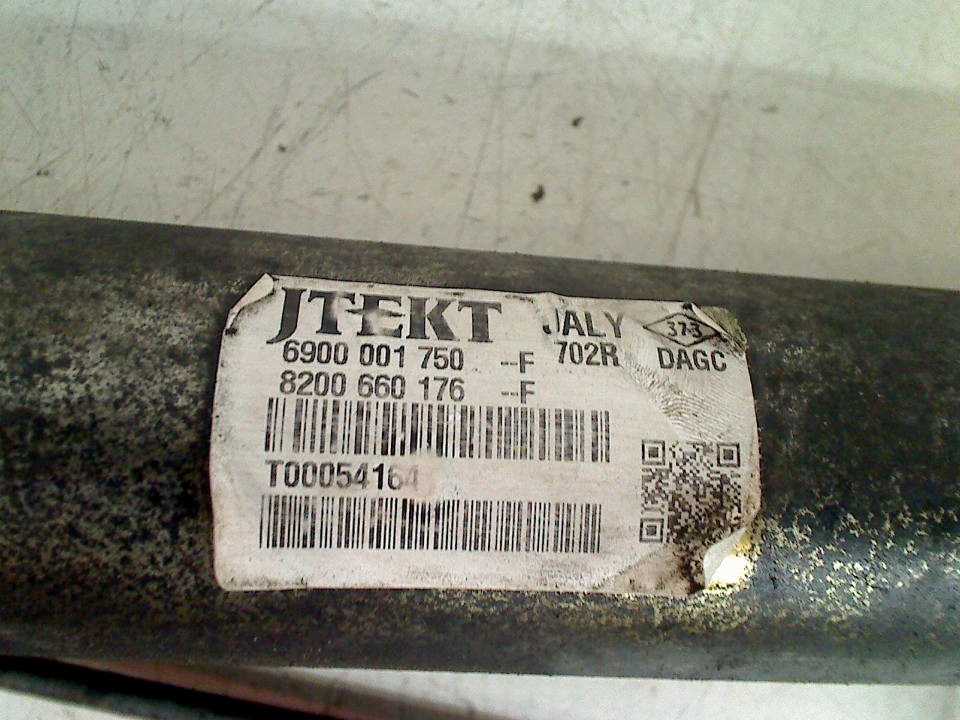 JTEKT JALY 373
6900 001 750 --F 702R DAGC
8200 660 176 --F
T00054164